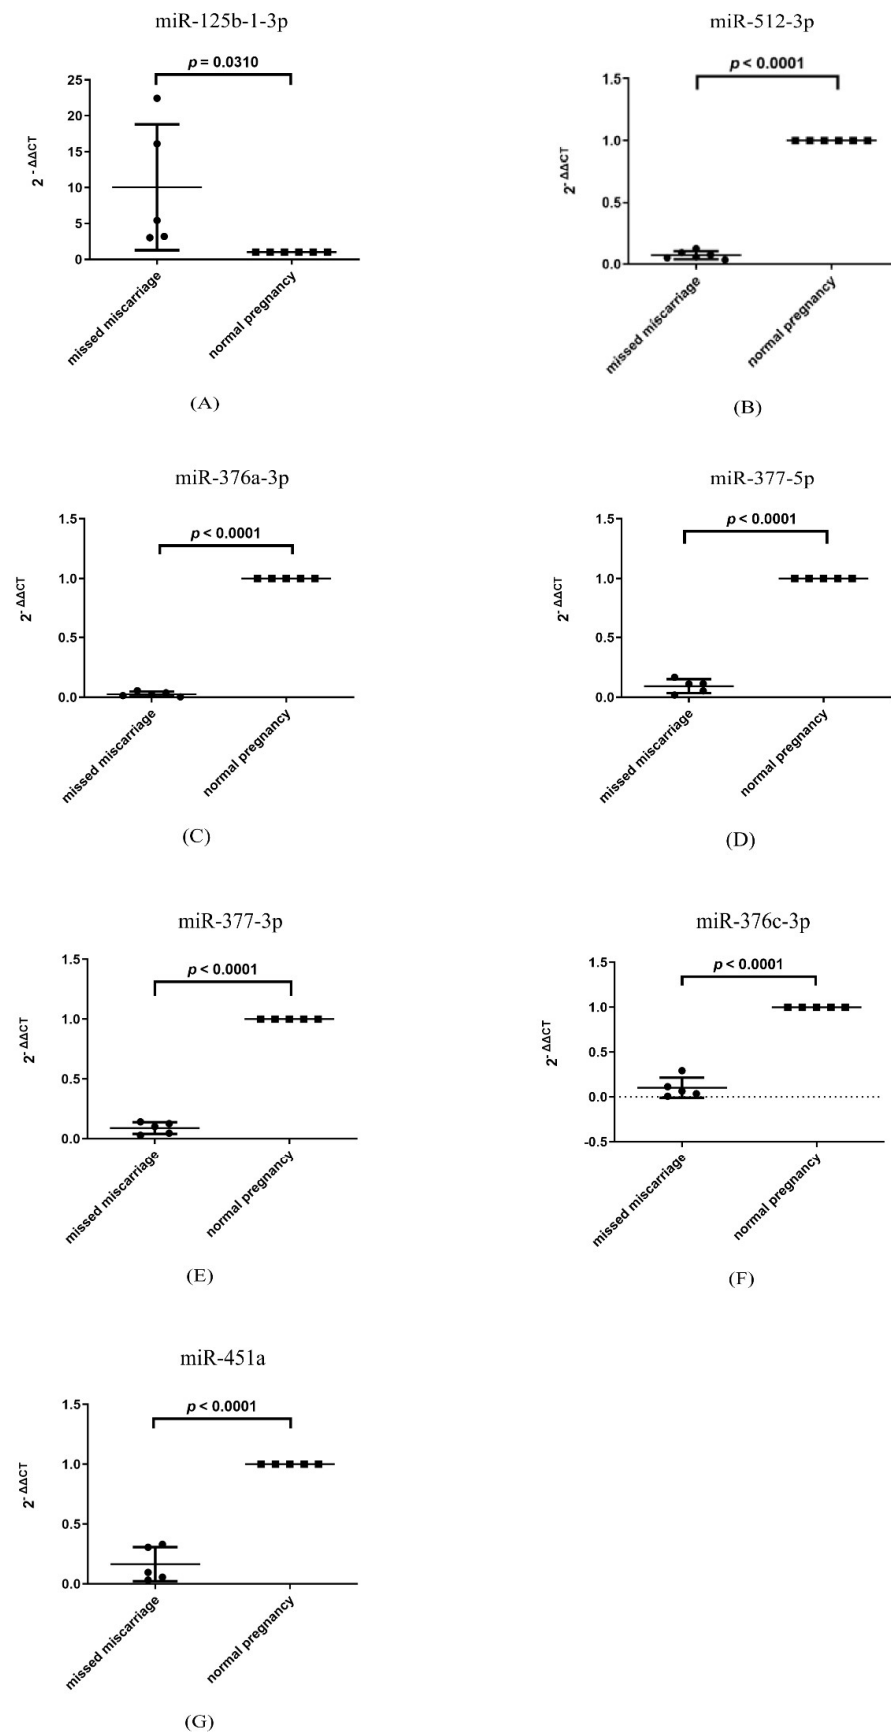 miR-125b-1-3p
p = 0.0310
25
20
15
10
5
0
2 - ΔΔCT
missed miscarriage
normal pregnancy
(A)
miR-512-3p
p < 0.0001
1.5
1.0
0.5
0.0
2- ΔΔCT
missed miscarriage
normal pregnancy
(B)
miR-376a-3p
p < 0.0001
1.5
1.0
0.5
0.0
2- ΔΔCT
missed miscarriage
normal pregnancy
(C)
miR-377-5p
p < 0.0001
1.5
1.0
0.5
0.0
2- ΔΔCT
missed miscarriage
normal pregnancy
(D)
miR-377-3p
p < 0.0001
1.5
1.0
0.5
0.0
2- ΔΔCT
missed miscarriage
normal pregnancy
(E)
miR-376c-3p
p < 0.0001
1.5
1.0
0.5
0.0
-0.5
2- ΔΔCT
missed miscarriage
normal pregnancy
(F)
miR-451a
p < 0.0001
1.5
1.0
0.5
0.0
2- ΔΔCT
missed miscarriage
normal pregnancy
(G)